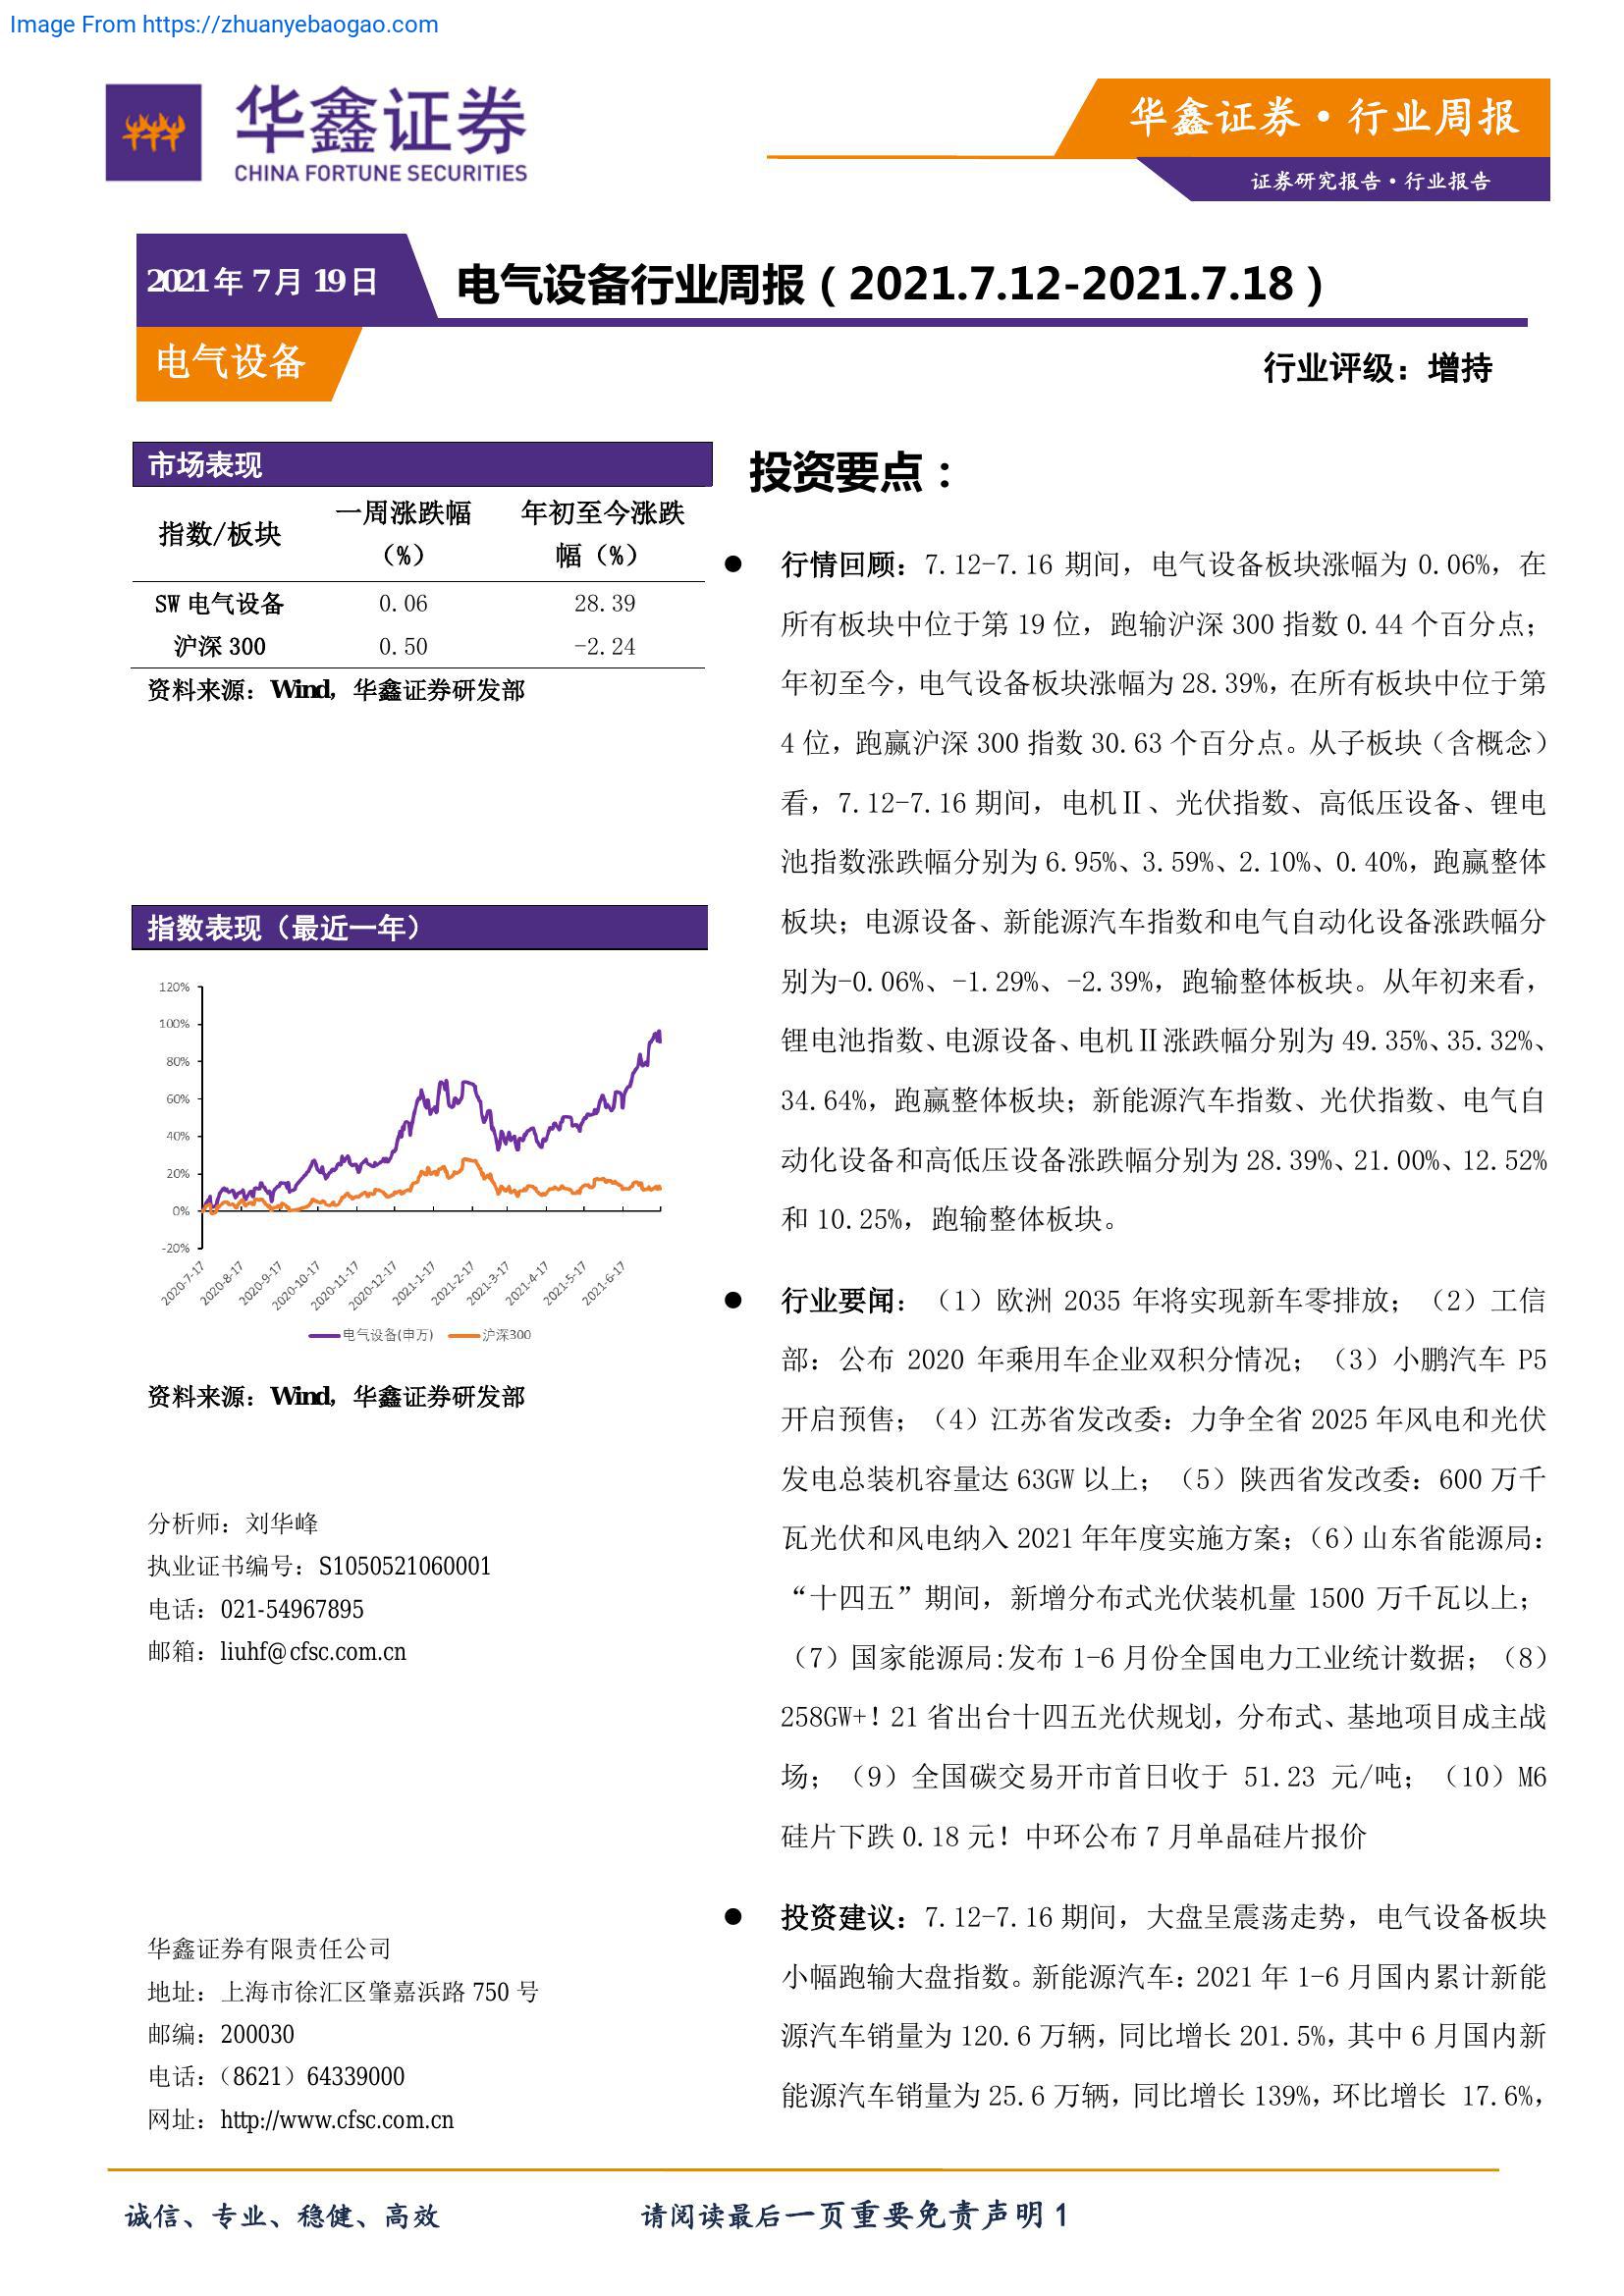 Image From https://zhuanyebaogao.com
华鑫证券
CHINA FORTUNE SECURITIES
华鑫证券·行业周报
证券研究报告·行业报告
2021年 7月 19日
电气设备行业周报（2021.7.12-2021.7.18）
电气设备
行业评级：增持
市场表现
指数/板块 一周涨跌幅（%） 年初至今涨跌幅（%）
SW 电气设备 0.06 28.39
沪深 300 0.50 -2.24
资料来源：Wind，华鑫证券研发部
指数表现（最近一年）
120%
100%
80%
60%
40%
20%
0%
-20%
2020-7-17 2020-8-17 2020-9-17 2020-10-17 2020-11-17 2020-12-17 2021-1-17 2021-2-17 2021-3-17 2021-4-17 2021-5-17 2021-6-17
电气设备(申万) 沪深300
资料来源：Wind，华鑫证券研发部
分析师：刘华峰
执业证书编号：S1050521060001
电话：021-54967895
邮箱：liuhf@cfsc.com.cn
华鑫证券有限责任公司
地址：上海市徐汇区肇嘉浜路 750 号
邮编：200030
电话：（8621）64339000
网址：http://www.cfsc.com.cn
投资要点：
● 行情回顾：7.12-7.16 期间，电气设备板块涨幅为 0.06%，在
所有板块中位于第 19 位，跑输沪深 300 指数 0.44 个百分点；
年初至今，电气设备板块涨幅为 28.39%，在所有板块中位于第
4 位，跑赢沪深 300 指数 30.63 个百分点。从子板块（含概念）
看，7.12-7.16 期间，电机Ⅱ、光伏指数、高低压设备、锂电
池指数涨跌幅分别为 6.95%、3.59%、2.10%、0.40%，跑赢整体
板块；电源设备、新能源汽车指数和电气自动化设备涨跌幅分
别为-0.06%、-1.29%、-2.39%，跑输整体板块。从年初来看，
锂电池指数、电源设备、电机Ⅱ涨跌幅分别为 49.35%、35.32%、
34.64%，跑赢整体板块；新能源汽车指数、光伏指数、电气自
动化设备和高低压设备涨跌幅分别为 28.39%、21.00%、12.52%
和 10.25%，跑输整体板块。
● 行业要闻：（1）欧洲 2035 年将实现新车零排放；（2）工信
部：公布 2020 年乘用车企业双积分情况；（3）小鹏汽车 P5
开启预售；（4）江苏省发改委：力争全省 2025 年风电和光伏
发电总装机容量达 63GW 以上；（5）陕西省发改委：600 万千
瓦光伏和风电纳入 2021 年年度实施方案；（6）山东省能源局：
“十四五”期间，新增分布式光伏装机量 1500 万千瓦以上；
（7）国家能源局:发布 1-6 月份全国电力工业统计数据；（8）
258GW+！21 省出台十四五光伏规划，分布式、基地项目成主战
场；（9）全国碳交易开市首日收于 51.23 元/吨；（10）M6
硅片下跌 0.18 元！中环公布 7 月单晶硅片报价
● 投资建议：7.12-7.16 期间，大盘呈震荡走势，电气设备板块
小幅跑输大盘指数。新能源汽车：2021 年 1-6 月国内累计新能
源汽车销量为 120.6 万辆，同比增长 201.5%，其中 6 月国内新
能源汽车销量为 25.6 万辆，同比增长 139%，环比增长 17.6%，
诚信、专业、稳健、高效
请阅读最后一页重要免责声明 1